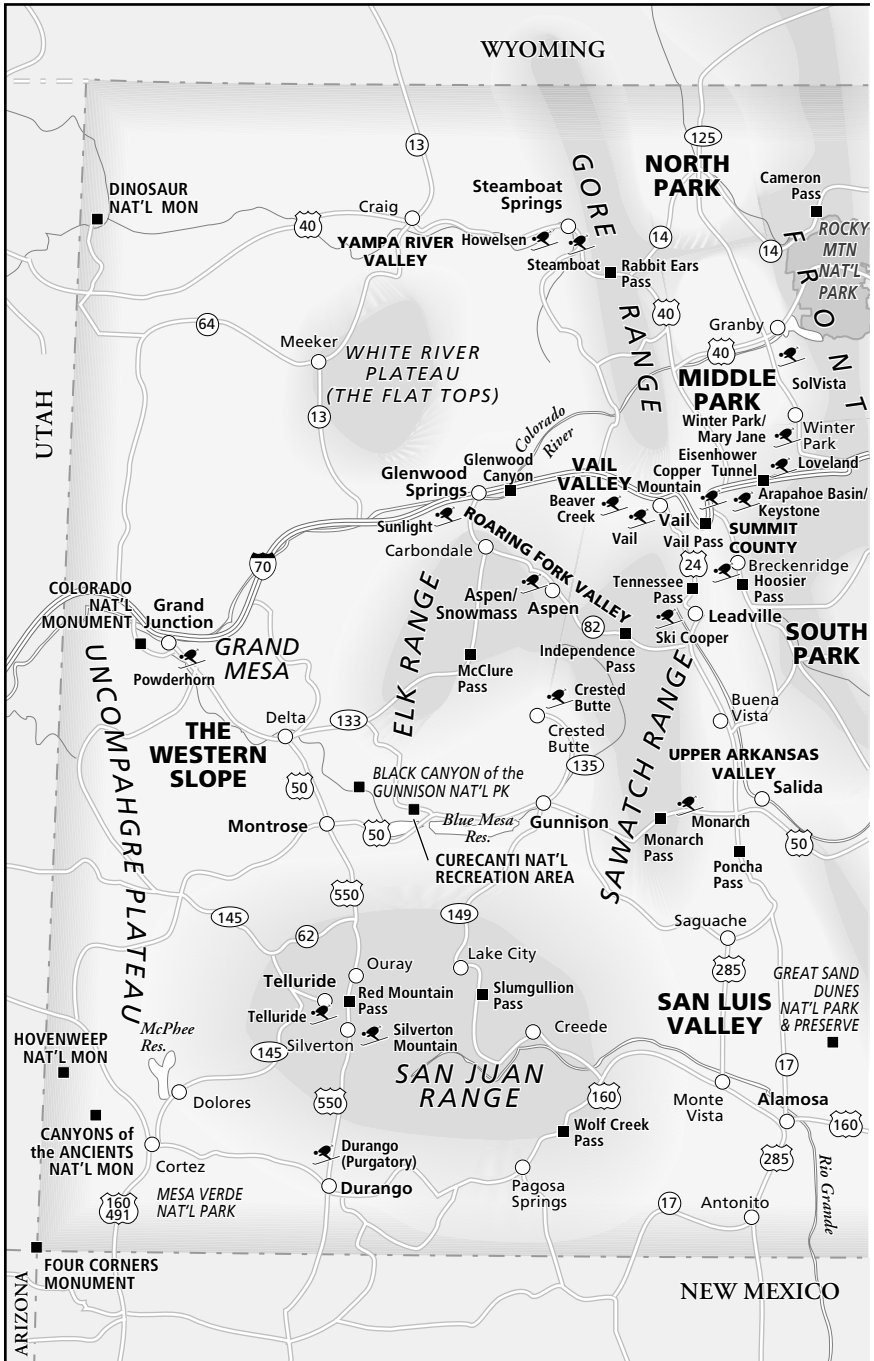 WYOMING
125
13
GORE RANGE
NORTH
PARK
Cameron
Pass
DINOSAUR
NAT'L MON
Steamboat
Springs
Craig
FRONT
ROCKY
MTN
NAT'L
PARK
40
YAMPA RIVER
VALLEY
Howelsen
14
14
Steamboat
Rabbit Ears
Pass
64
40
Granby
Meeker
WHITE RIVER
PLATEAU
(THE FLAT TOPS)
40
SolVista
MIDDLE
PARK
UTAH
13
Winter Park/
Mary Jane
Winter
Park
Colorado
River
Eisenhower
Tunnel
Loveland
Glenwood
Canyon
VAIL
VALLEY
Copper
Mountain
Glenwood
Springs
Beaver
Creek
Arapahoe Basin/
Keystone
Sunlight
ROARING FORK VALLEY
Vail
Vail
Vail Pass
SUMMIT
COUNTY
Carbondale
70
24
Breckenridge
COLORADO
NAT'L
MONUMENT
Grand
Junction
Aspen/
Snowmass
Aspen
Tennessee
Pass
Hoosier
Pass
ELK RANGE
82
Leadville
GRAND
MESA
Independence
Pass
Ski Cooper
SOUTH
PARK
Powderhorn
McClure
Pass
UNCOMPAHGRE PLATEAU
Crested
Butte
Buena
Vista
THE
WESTERN
SLOPE
Delta
133
Crested
Butte
SAWATCH RANGE
135
UPPER ARKANSAS
VALLEY
50
BLACK CANYON of the
GUNNISON NAT'L PK
Salida
Montrose
50
Blue Mesa
Res.
Gunnison
Monarch
50
CURECANTI NAT'L
RECREATION AREA
Monarch
Pass
Poncha
Pass
550
145
149
Saguache
62
Ouray
Lake City
285
GREAT SAND
DUNES
NAT'L PARK
& PRESERVE
Telluride
Red Mountain
Pass
Slumgullion
Pass
SAN LUIS
VALLEY
Telluride
McPhee
Res.
HOVENWEEP
NAT'L MON
145
Silverton
Silverton
Mountain
Creede
17
SAN JUAN
RANGE
Dolores
550
160
Monte
Vista
Alamosa
160
CANYONS of
the ANCIENTS
NAT'L MON
Wolf Creek
Pass
Durango
(Purgatory)
Cortez
285
Rio Grande
MESA VERDE
NAT'L PARK
Durango
Pagosa
Springs
160
491
17
Antonito
FOUR CORNERS
MONUMENT
ARIZONA
NEW MEXICO